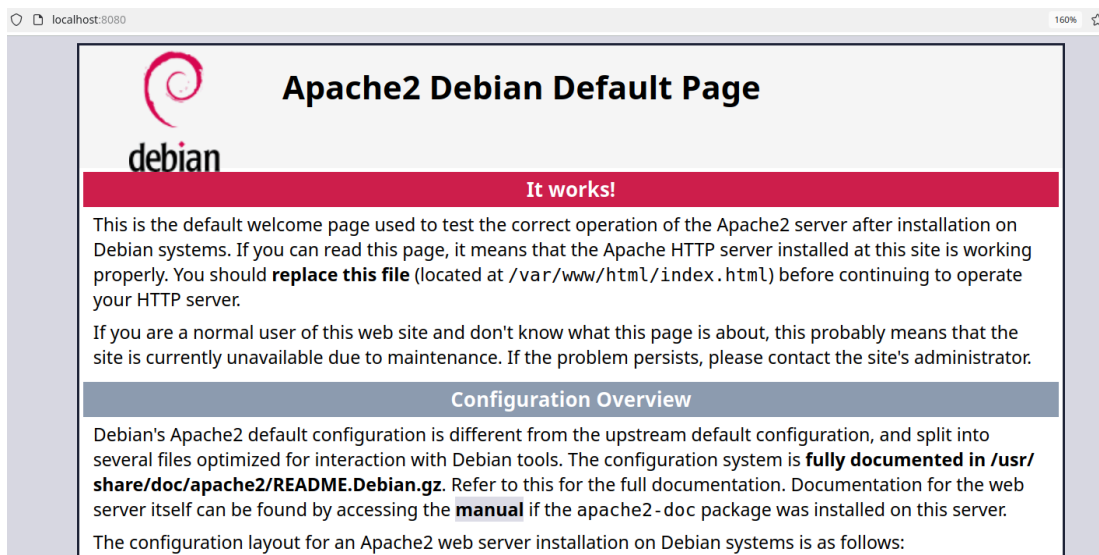 localhost:8080
160%
debian
Apache2 Debian Default Page
It works!
This is the default welcome page used to test the correct operation of the Apache2 server after installation on
Debian systems. If you can read this page, it means that the Apache HTTP server installed at this site is working
properly. You should replace this file (located at /var/www/html/index.html) before continuing to operate
your HTTP server.
If you are a normal user of this web site and don't know what this page is about, this probably means that the
site is currently unavailable due to maintenance. If the problem persists, please contact the site's administrator.
Configuration Overview
Debian's Apache2 default configuration is different from the upstream default configuration, and split into
several files optimized for interaction with Debian tools. The configuration system is fully documented in /usr/
share/doc/apache2/README.Debian.gz. Refer to this for the full documentation. Documentation for the web
server itself can be found by accessing the manual if the apache2-doc package was installed on this server.
The configuration layout for an Apache2 web server installation on Debian systems is as follows: